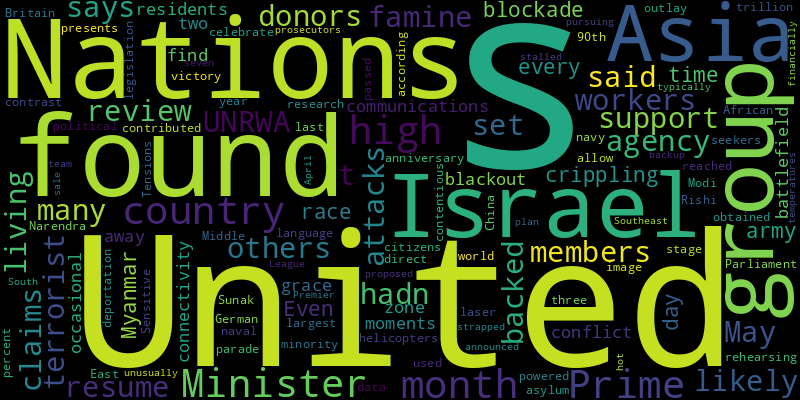 says
residents
donors
famine
blockade
outlay
trillion
Britain
presents
legislation
two
celebrate
prosecutors
pursuing
Nations
find
seven
victory
passed
according
S
every
90th
stalled
typically
Asia
financially
contrast
year
research
communications
said
time
review
UNRWA
high
set
workers
African
political
contributed
last
support
navy
allow
group
found
Tensions
April
t
anniversary
agency
seekers
battlefield
team
sale
attacks
contentious
blackout
crippling
backup
reached
temperatures
living
many
country
race
Israel
China
Modi
Rishi
obtained
Narendra
away
Middle
language
citizens
direct
plan
Southeast
army
terrorist
occasional
deportation
Myanmar
Sensitive
connectivity
others
League
world
members
stage
Parliament
South
proposed
backed
image
United
grace
hadn
zone
Sunak
Even
Premier
moments
laser
three
day
May
claims
German
largest
strapped
conflict
rehearsing
naval
parade
minority
helicopters
announced
percent
East
unusually
used
powered
hot
resume
Minister
data
month
asylum
Prime
likely